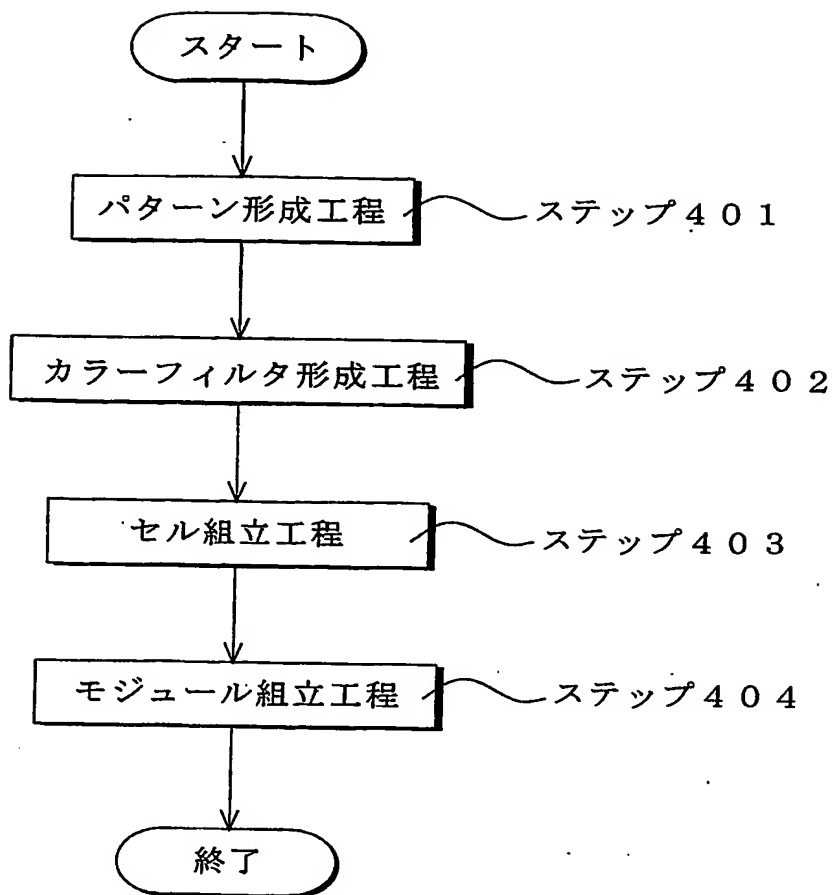 スタート
パターン形成工程 ステップ401
カラーフィルタ形成工程 ステップ402
セル組立工程 ステップ403
モジュール組立工程 ステップ404
終了